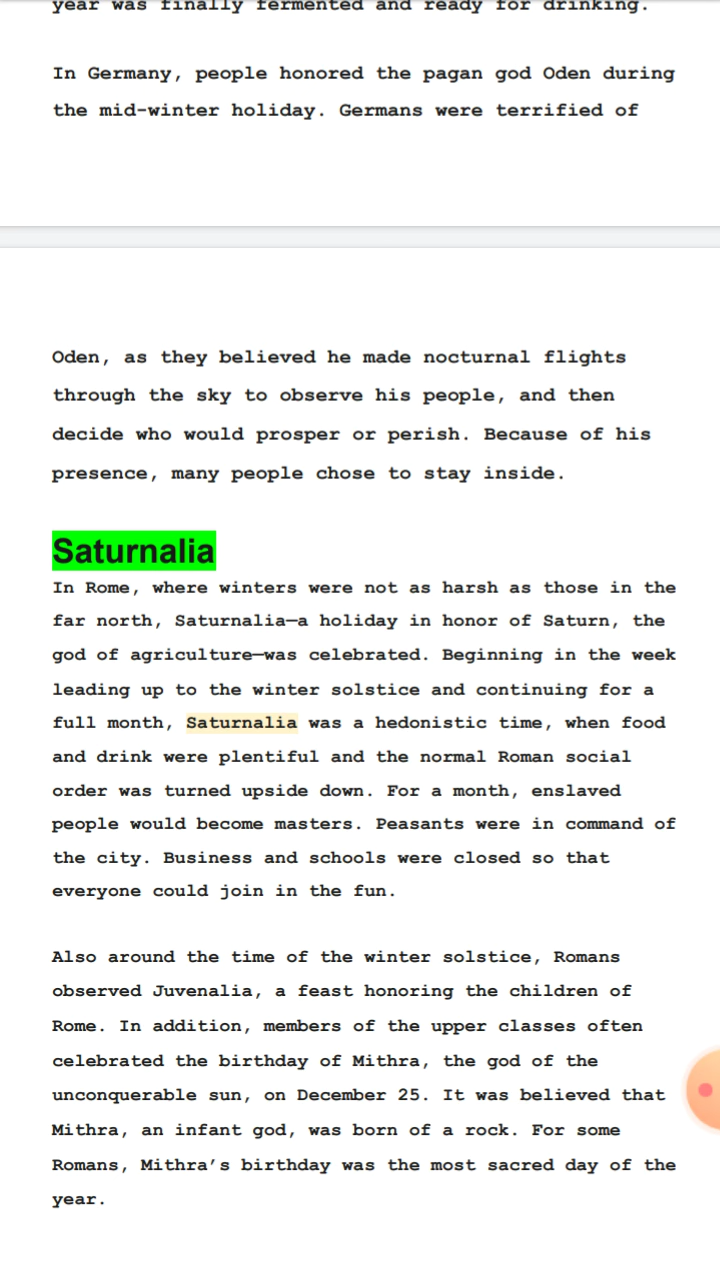 year was finally fermented and ready for drinking.
In Germany, people honored the pagan god Oden during
the mid-winter holiday. Germans were terrified of
Oden, as they believed he made nocturnal flights
through the sky to observe his people, and then
decide who would prosper or perish. Because of his
presence, many people chose to stay inside.
Saturnalia
In Rome, where winters were not as harsh as those in the
far north, Saturnalia—a holiday in honor of Saturn, the
god of agriculture—was celebrated. Beginning in the week
leading up to the winter solstice and continuing for a
full month, Saturnalia was a hedonistic time, when food
and drink were plentiful and the normal Roman social
order was turned upside down. For a month, enslaved
people would become masters. Peasants were in command of
the city. Business and schools were closed so that
everyone could join in the fun.
Also around the time of the winter solstice, Romans
observed Juvenalia, a feast honoring the children of
Rome. In addition, members of the upper classes often
celebrated the birthday of Mithra, the god of the
unconquerable sun, on December 25. It was believed that
Mithra, an infant god, was born of a rock. For some
Romans, Mithra’s birthday was the most sacred day of the
year.